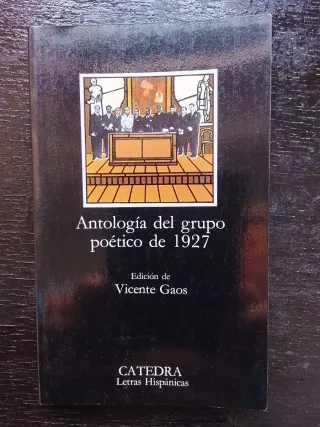 Antología del grupo
poético de 1927
Edición de
Vicente Gaos
CATEDRA
Letras Hispánicas